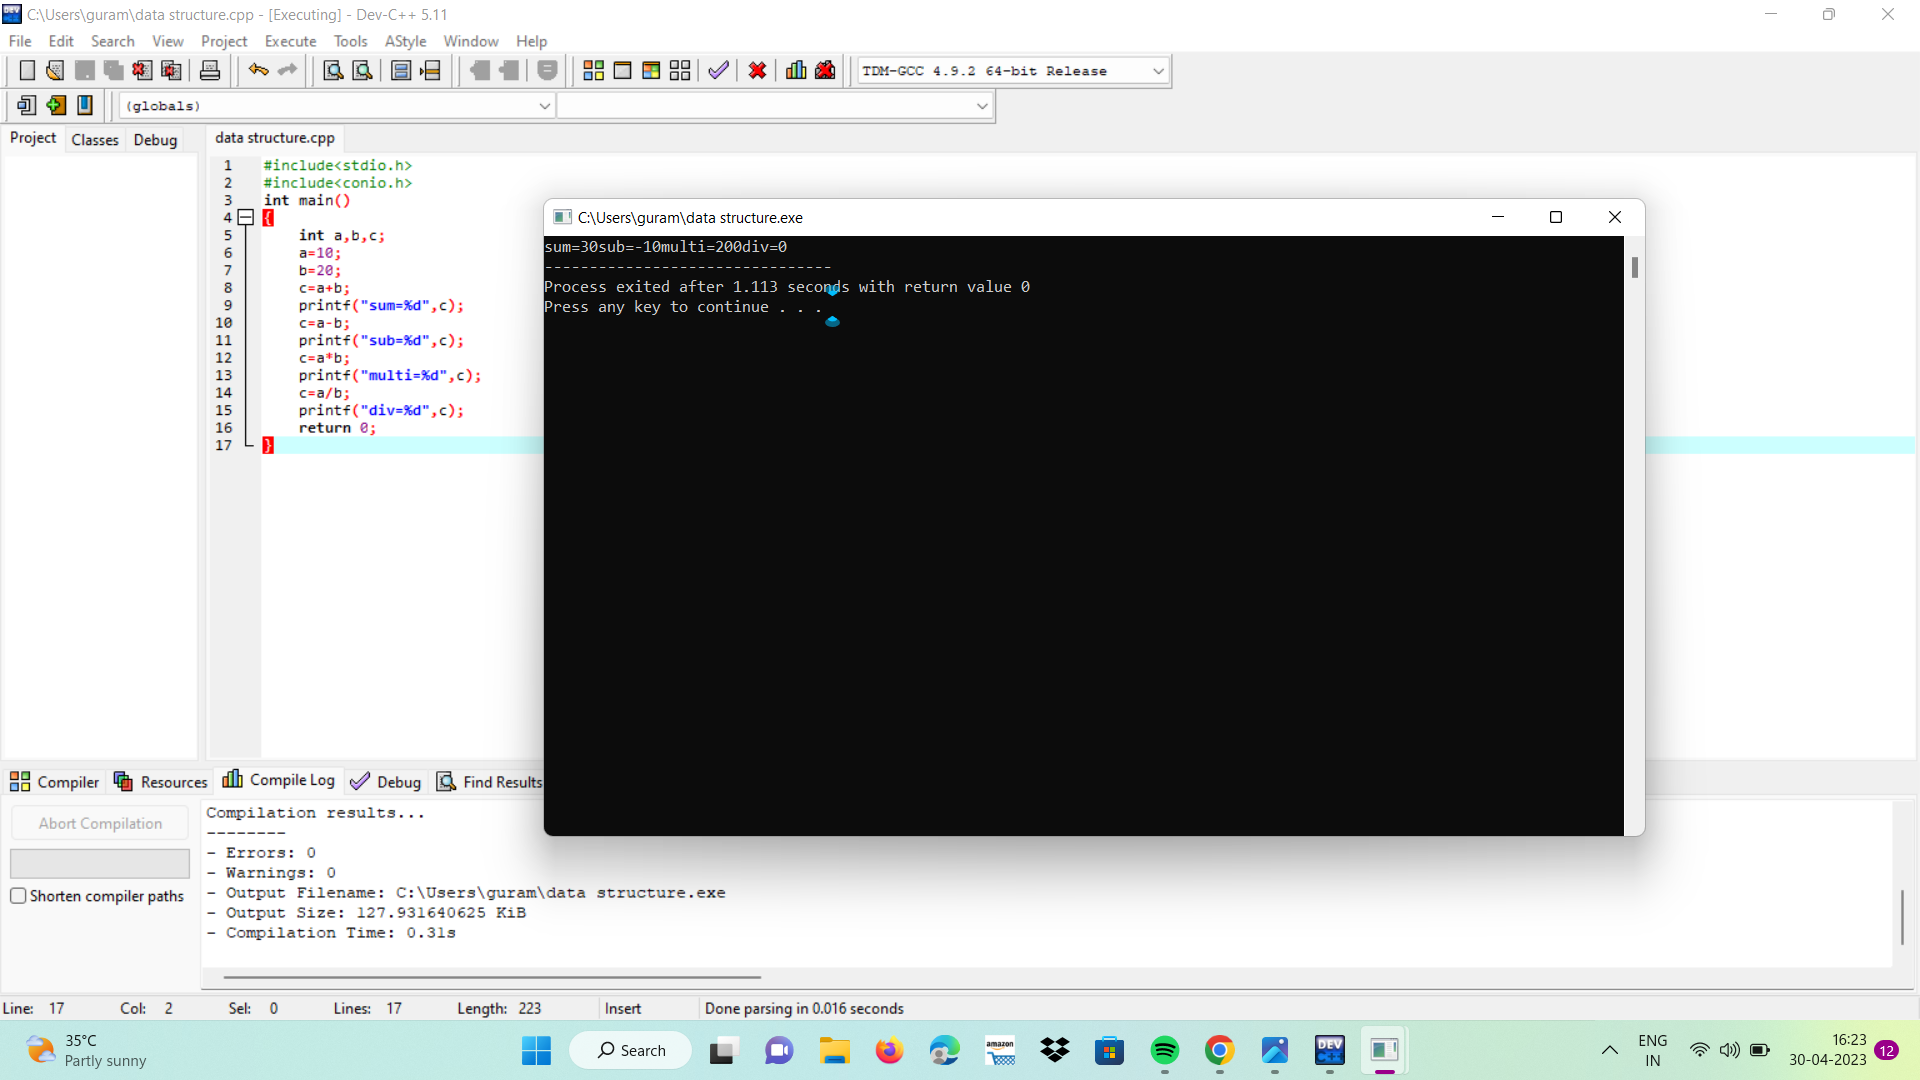 C:\Users\guram\data structure.cpp - [Executing] - Dev-C++ 5.11
File Edit Search View Project Execute Tools AStyle Window Help
TDM-GCC 4.9.2 64-bit Release
(globals)
Project Classes Debug
data structure.cpp
1 #include<stdio.h>
2 #include<conio.h>
3 int main()
4 {
5 int a,b,c;
6 a=10;
7 b=20;
8 c=a+b;
9 printf("sum=%d",c);
10 c=a-b;
11 printf("sub=%d",c);
12 c=a*b;
13 printf("multi=%d",c);
14 c=a/b;
15 printf("div=%d",c);
16 return 0;
17 }
C:\Users\guram\data structure.exe
sum=30sub=-10multi=200div=0
--------------------------------
Process exited after 1.113 seconds with return value 0
Press any key to continue . . .
Compiler Resources Compile Log Debug Find Results
Abort Compilation
Shorten compiler paths
Compilation results...
--------
- Errors: 0
- Warnings: 0
- Output Filename: C:\Users\guram\data structure.exe
- Output Size: 127.931640625 KiB
- Compilation Time: 0.31s
Line: 17 Col: 2 Sel: 0 Lines: 17 Length: 223 Insert Done parsing in 0.016 seconds
35°C
Partly sunny
Search
amazon
DEV
C++
ENG
IN
16:23
30-04-2023
12